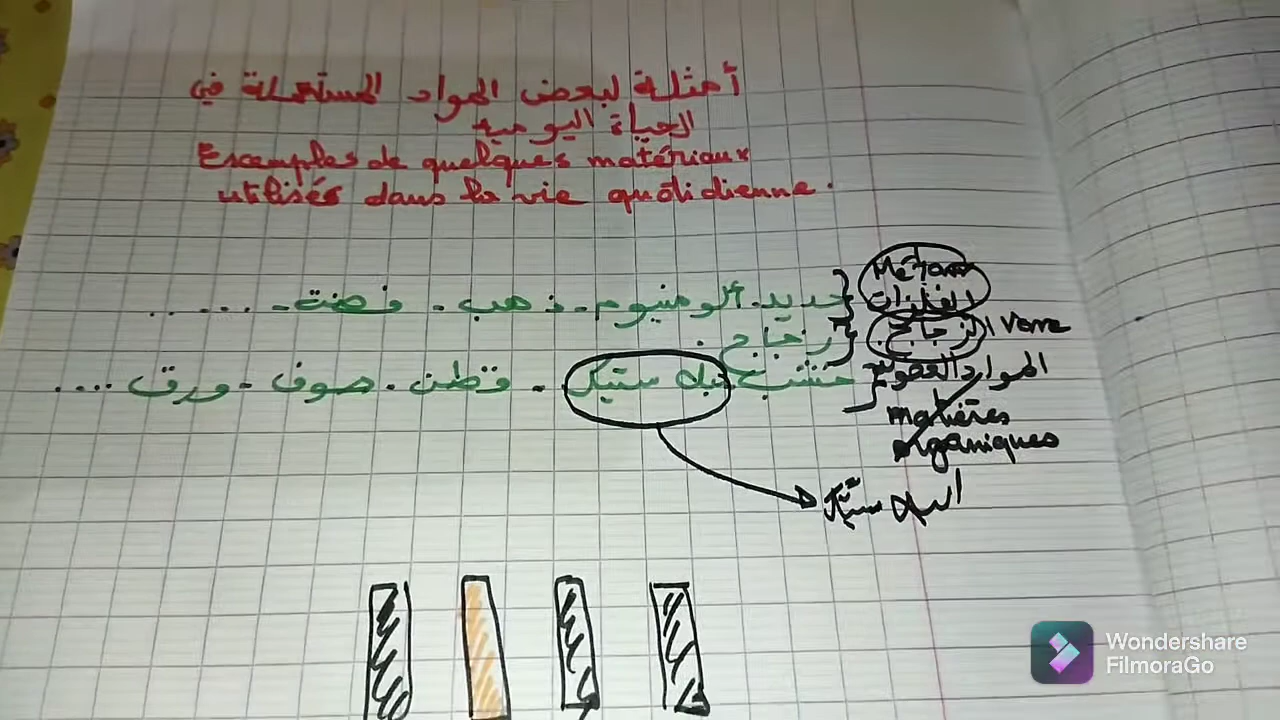 أمثلة لبعض المواد المستعملة في
الحياة اليومية
Exemples de quelques matériaux
utilisés dans la vie quotidienne.
Métaux
الفلزات
حديد. ألومنيوم - ذهب - فضة - .....
الزجاج Verre
زجاج.
المواد العضوية
خشب بلاستيك - قطن. صوف - ورق ....
matières
organiques
البلاستيك
Wondershare
FilmoraGo